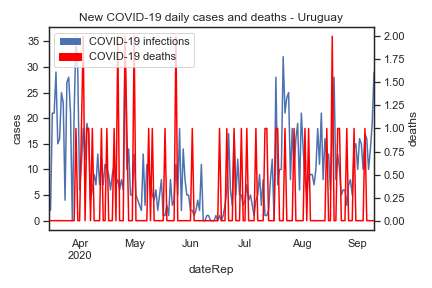 New COVID-19 daily cases and deaths - Uruguay
COVID-19 infections
COVID-19 deaths
35
30
25
20
15
10
5
0
cases
2.00
1.75
1.50
1.25
1.00
0.75
0.50
0.25
0.00
deaths
Apr May Jun Jul Aug Sep
2020
dateRep